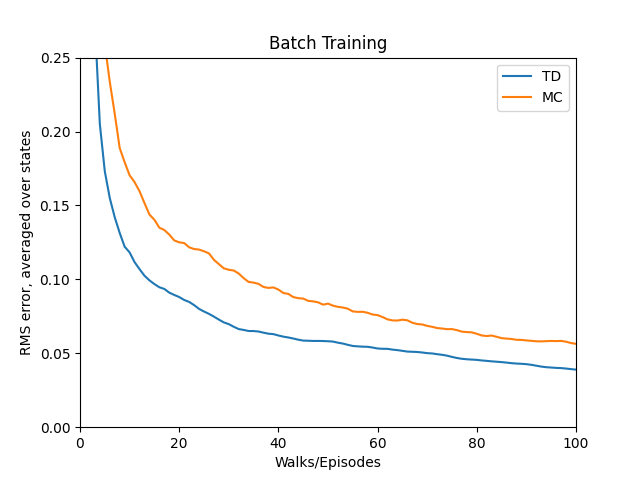 Batch Training
RMS error, averaged over states
0.25
0.20
0.15
0.10
0.05
0.00
TD
MC
0
20
40
60
80
100
Walks/Episodes